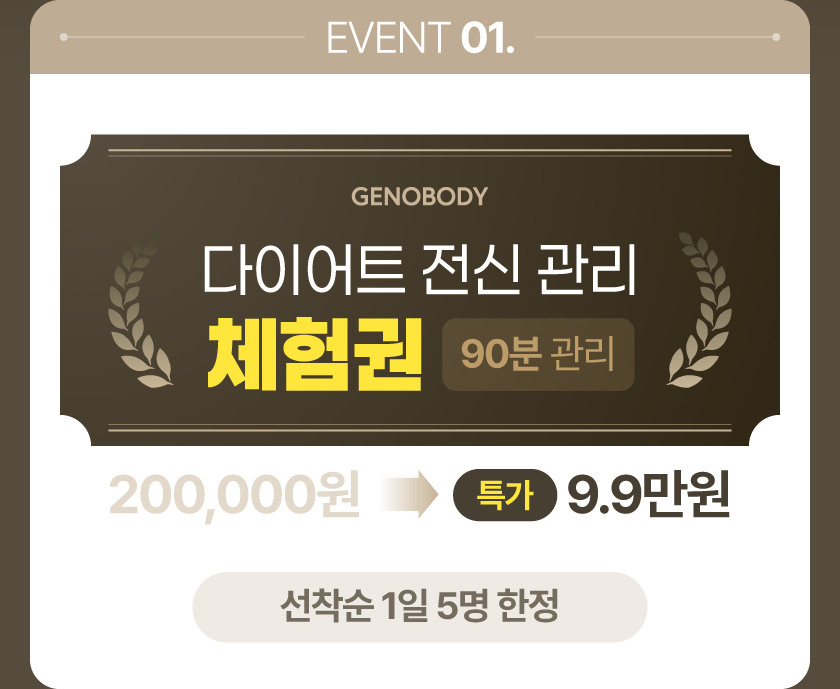 EVENT 01.
GENOBODY
다이어트 전신 관리
체험권 90분 관리
200,000원 특가 9.9만원
선착순 1일 5명 한정